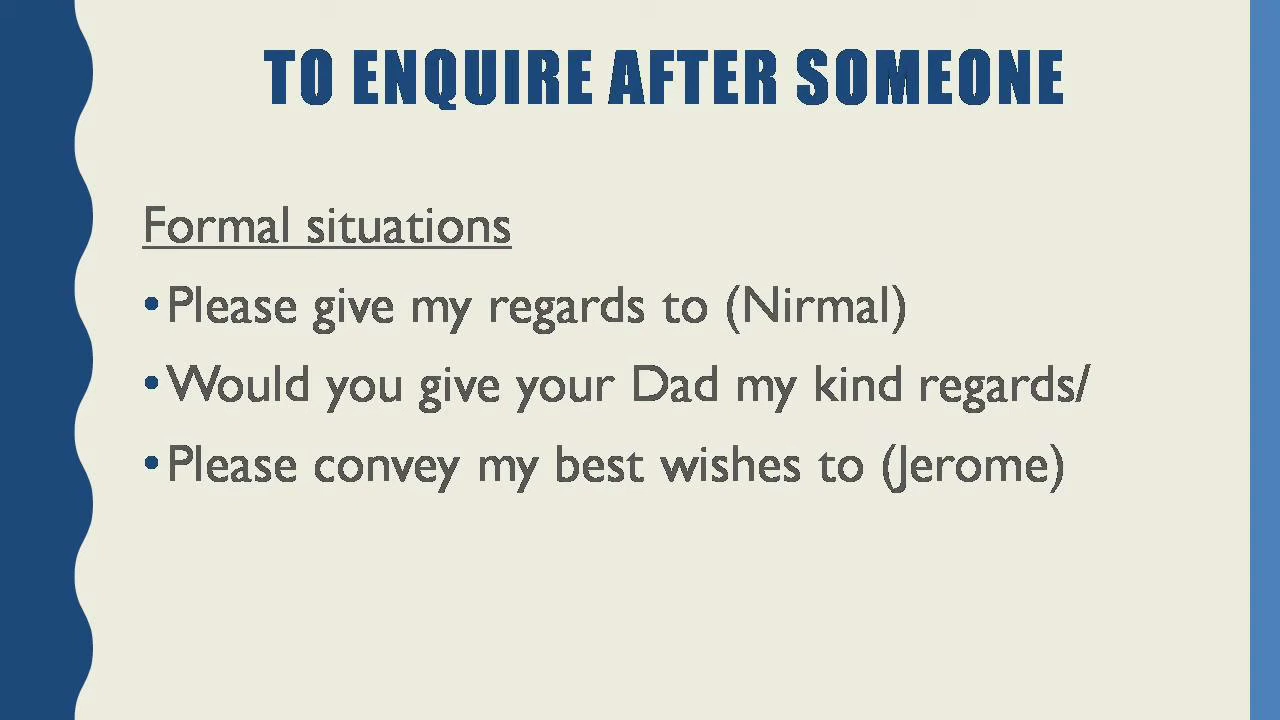 TO ENQUIRE AFTER SOMEONE
Formal situations
•Please give my regards to (Nirmal)
•Would you give your Dad my kind regards/
•Please convey my best wishes to (Jerome)